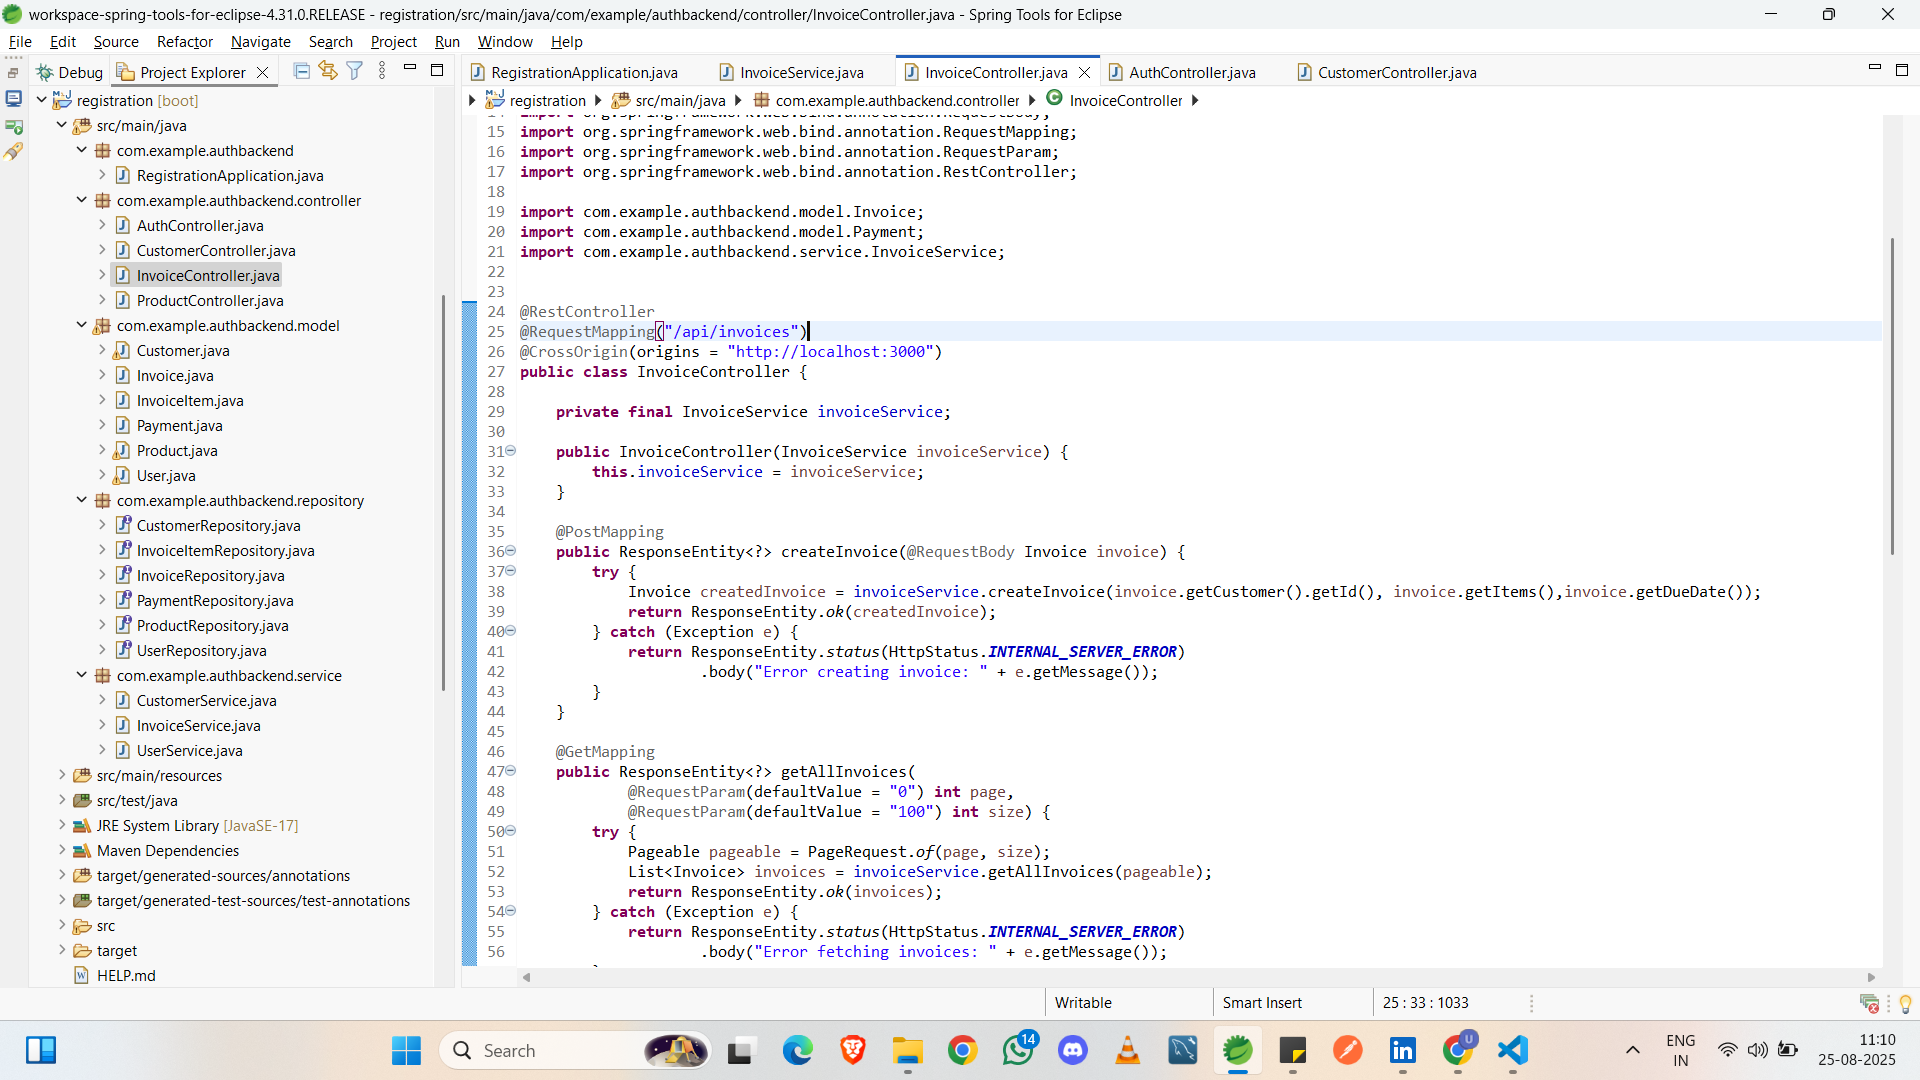 workspace-spring-tools-for-eclipse-4.31.0.RELEASE - registration/src/main/java/com/example/authbackend/controller/InvoiceController.java - Spring Tools for Eclipse
File Edit Source Refactor Navigate Search Project Run Window Help
Debug Project Explorer
RegistrationApplication.java InvoiceService.java InvoiceController.java AuthController.java CustomerController.java
registration src/main/java com.example.authbackend.controller InvoiceController
registration [boot]
src/main/java
com.example.authbackend
RegistrationApplication.java
com.example.authbackend.controller
AuthController.java
CustomerController.java
InvoiceController.java
ProductController.java
com.example.authbackend.model
Customer.java
Invoice.java
InvoiceItem.java
Payment.java
Product.java
User.java
com.example.authbackend.repository
CustomerRepository.java
InvoiceItemRepository.java
InvoiceRepository.java
PaymentRepository.java
ProductRepository.java
UserRepository.java
com.example.authbackend.service
CustomerService.java
InvoiceService.java
UserService.java
src/main/resources
src/test/java
JRE System Library [JavaSE-17]
Maven Dependencies
target/generated-sources/annotations
target/generated-test-sources/test-annotations
src
target
HELP.md
14 import org.springframework.web.bind.annotation.RequestBody;
15 import org.springframework.web.bind.annotation.RequestMapping;
16 import org.springframework.web.bind.annotation.RequestParam;
17 import org.springframework.web.bind.annotation.RestController;
18
19 import com.example.authbackend.model.Invoice;
20 import com.example.authbackend.model.Payment;
21 import com.example.authbackend.service.InvoiceService;
22
23
24 @RestController
25 @RequestMapping("/api/invoices")
26 @CrossOrigin(origins = "http://localhost:3000")
27 public class InvoiceController {
28
29 private final InvoiceService invoiceService;
30
31 public InvoiceController(InvoiceService invoiceService) {
32 this.invoiceService = invoiceService;
33 }
34
35 @PostMapping
36 public ResponseEntity<?> createInvoice(@RequestBody Invoice invoice) {
37 try {
38 Invoice createdInvoice = invoiceService.createInvoice(invoice.getCustomer().getId(), invoice.getItems(),invoice.getDueDate());
39 return ResponseEntity.ok(createdInvoice);
40 } catch (Exception e) {
41 return ResponseEntity.status(HttpStatus.INTERNAL_SERVER_ERROR)
42 .body("Error creating invoice: " + e.getMessage());
43 }
44 }
45
46 @GetMapping
47 public ResponseEntity<?> getAllInvoices(
48 @RequestParam(defaultValue = "0") int page,
49 @RequestParam(defaultValue = "100") int size) {
50 try {
51 Pageable pageable = PageRequest.of(page, size);
52 List<Invoice> invoices = invoiceService.getAllInvoices(pageable);
53 return ResponseEntity.ok(invoices);
54 } catch (Exception e) {
55 return ResponseEntity.status(HttpStatus.INTERNAL_SERVER_ERROR)
56 .body("Error fetching invoices: " + e.getMessage());
Writable Smart Insert 25 : 33 : 1033
Search
14
U
ENG
IN
11:10
25-08-2025